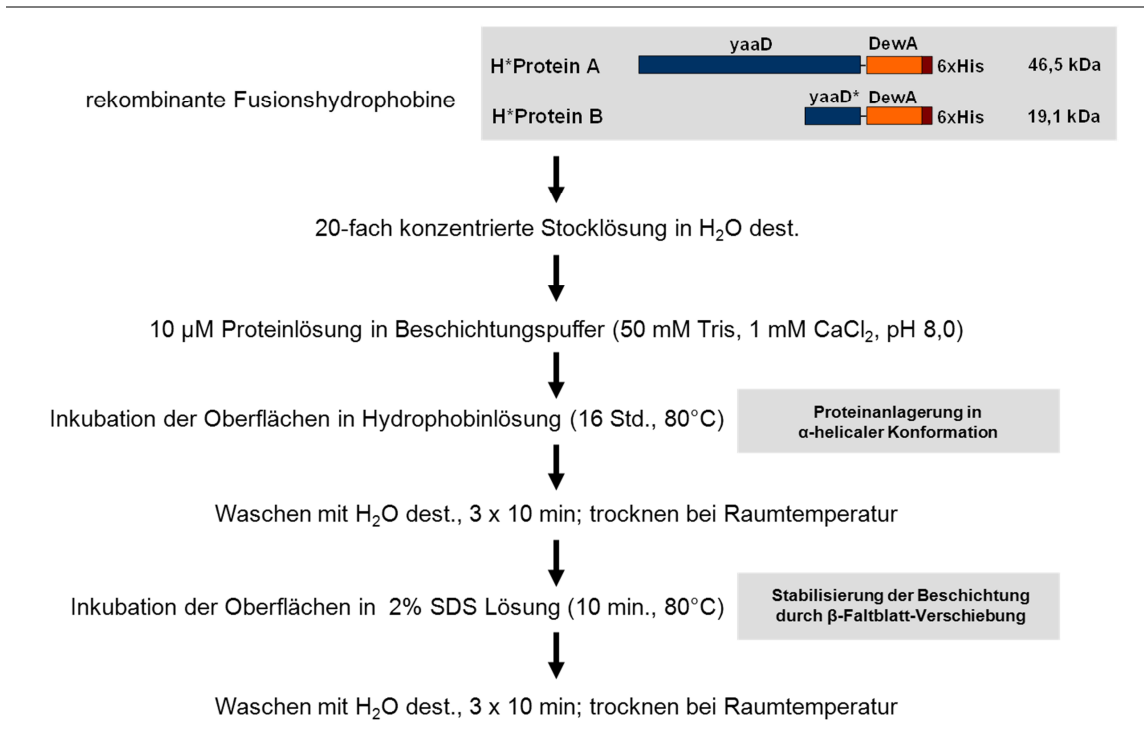 yaaD DewA
H*Protein A 6xHis 46,5 kDa
rekombinante Fusionshydrophobine
yaaD* DewA
H*Protein B 6xHis 19,1 kDa
20-fach konzentrierte Stocklösung in H₂O dest.
10 µM Proteinlösung in Beschichtungspuffer (50 mM Tris, 1 mM CaCl₂, pH 8,0)
Inkubation der Oberflächen in Hydrophobinlösung (16 Std., 80°C)
Proteinanlagerung in
α-helicaler Konformation
Waschen mit H₂O dest., 3 x 10 min; trocknen bei Raumtemperatur
Inkubation der Oberflächen in 2% SDS Lösung (10 min., 80°C)
Stabilisierung der Beschichtung
durch β-Faltblatt-Verschiebung
Waschen mit H₂O dest., 3 x 10 min; trocknen bei Raumtemperatur